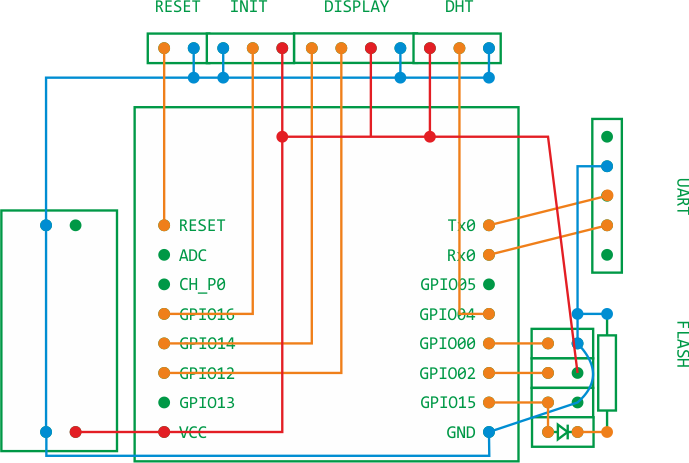 RESET INIT DISPLAY DHT
RESET Tx0
ADC Rx0
CH_P0 GPIO05
GPIO16 GPIO04
GPIO14 GPIO00
GPIO12 GPIO02
GPIO13 GPIO15
VCC GND
UART
FLASH